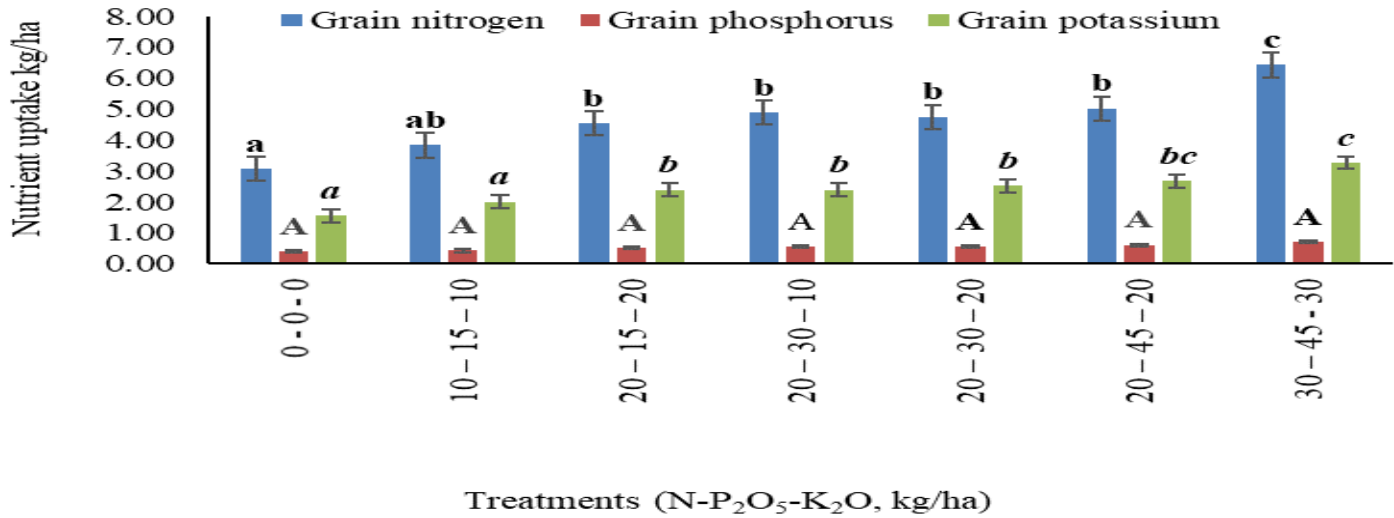 Nutrient uptake kg/ha
8.00
7.00
6.00
5.00
4.00
3.00
2.00
1.00
0.00
Grain nitrogen Grain phosphorus Grain potassium
a A a
ab A a
b A b
b A b
b A b
b A bc
c A c
0 - 0 - 0
10 – 15 – 10
20 – 15 – 20
20 – 30 – 10
20 – 30 – 20
20 – 45 – 20
30 – 45 - 30
Treatments (N-P₂O₅-K₂O, kg/ha)